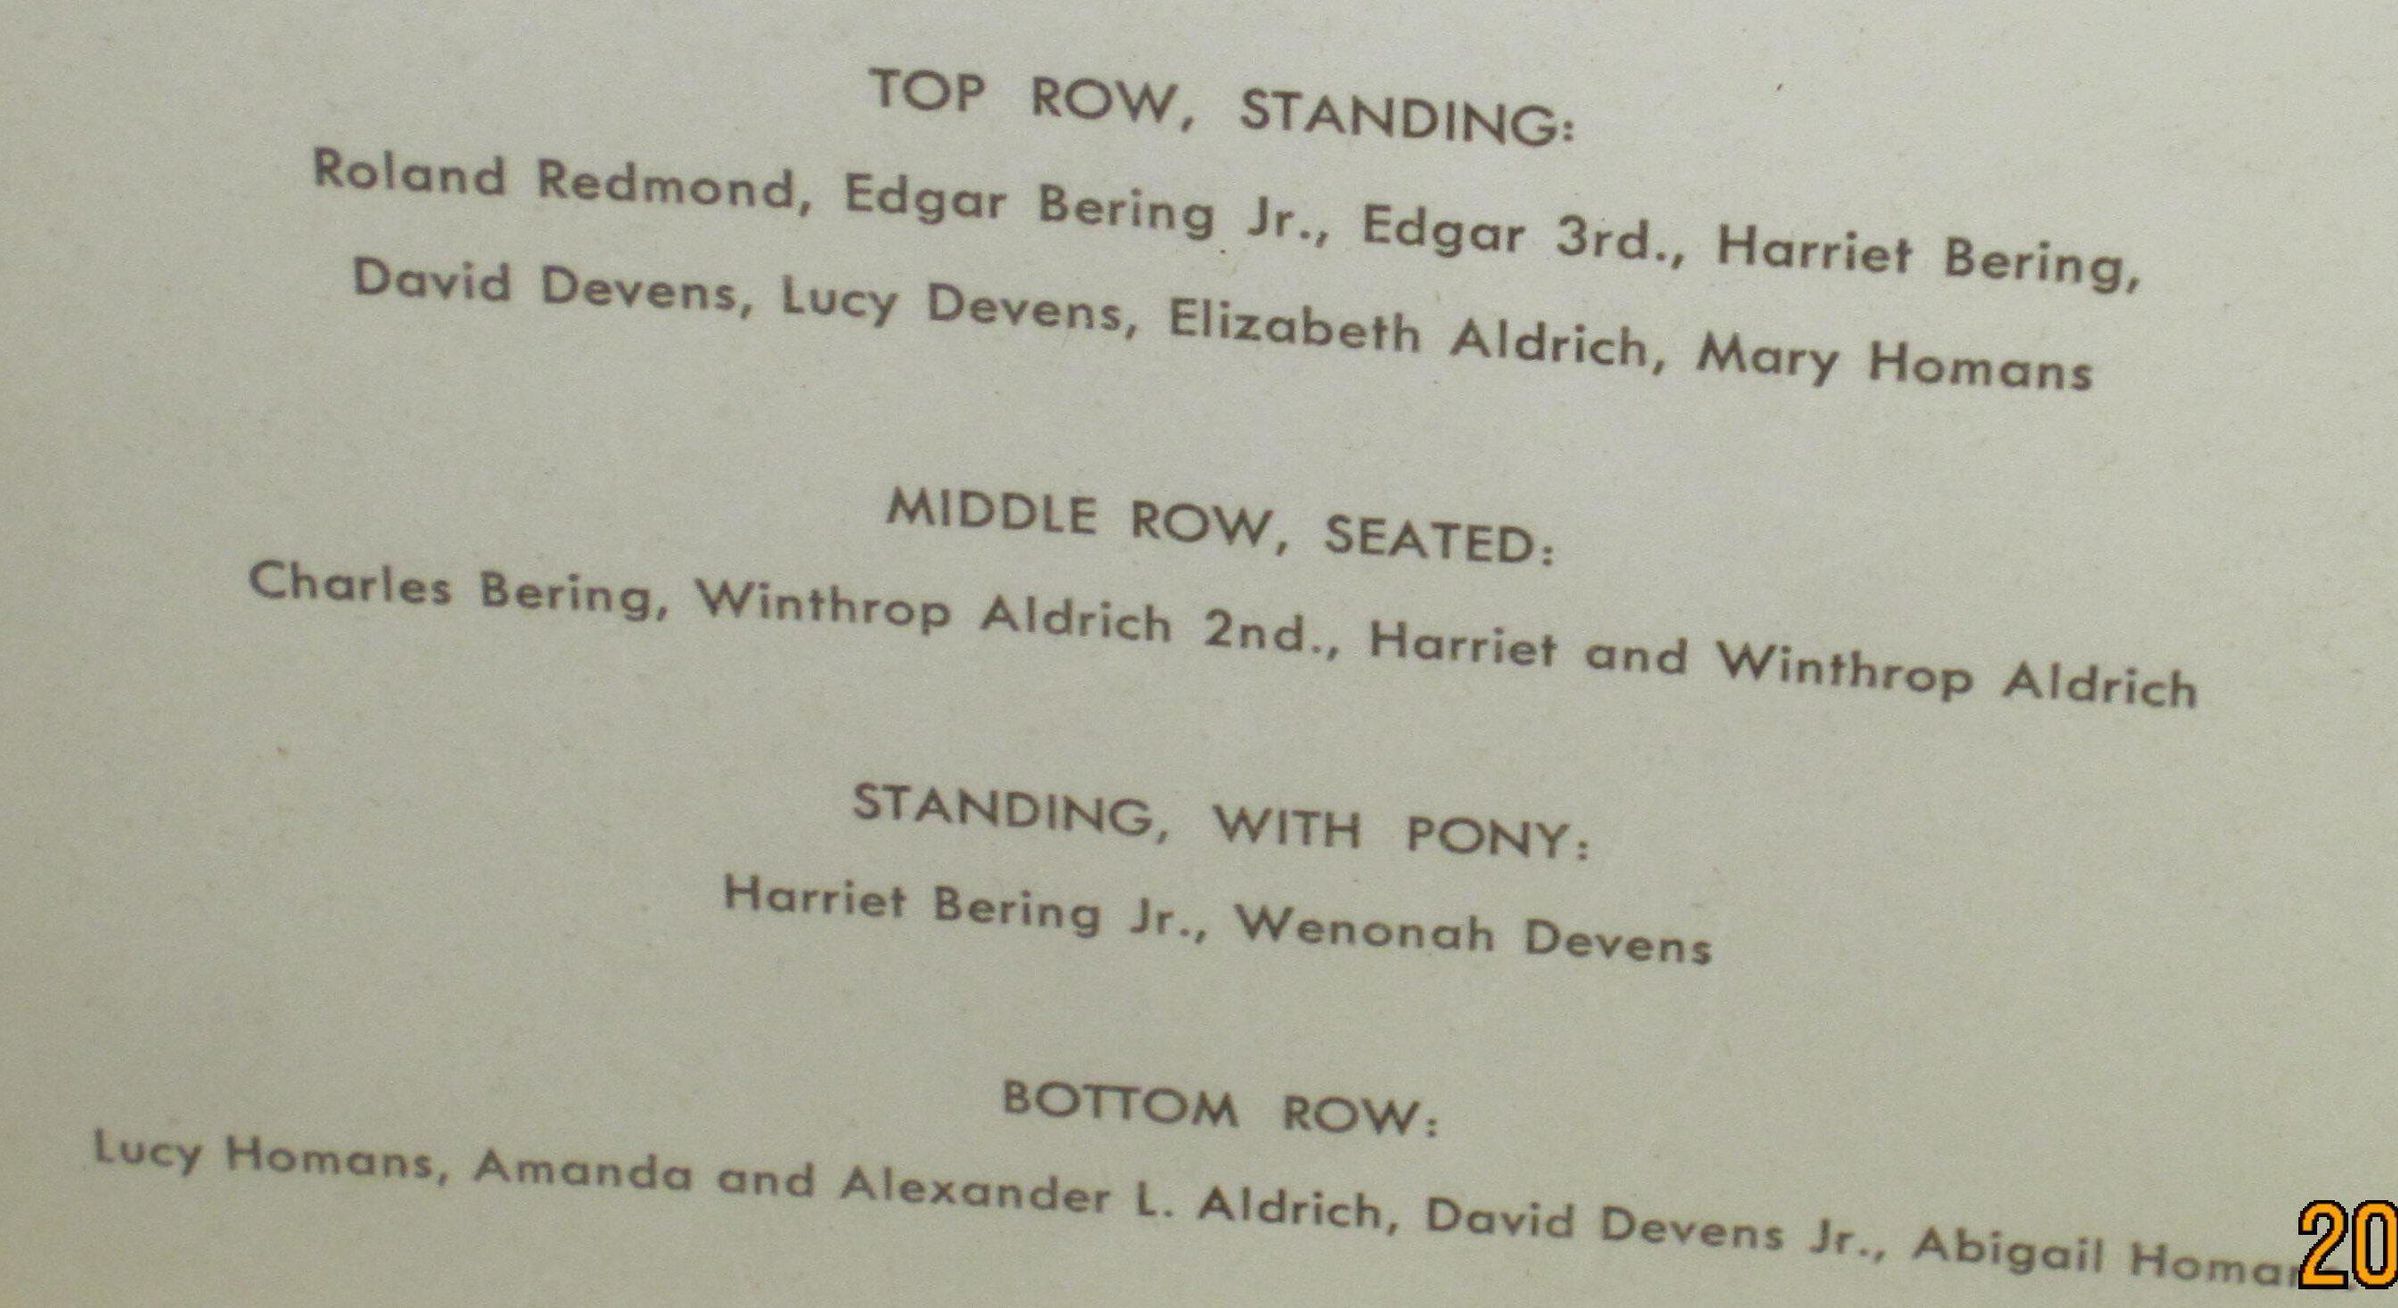 TOP ROW, STANDING:
Roland Redmond, Edgar Bering Jr., Edgar 3rd., Harriet Bering,
David Devens, Lucy Devens, Elizabeth Aldrich, Mary Homans
MIDDLE ROW, SEATED:
Charles Bering, Winthrop Aldrich 2nd., Harriet and Winthrop Aldrich
STANDING, WITH PONY:
Harriet Bering Jr., Wenonah Devens
BOTTOM ROW:
Lucy Homans, Amanda and Alexander L. Aldrich, David Devens Jr., Abigail
20